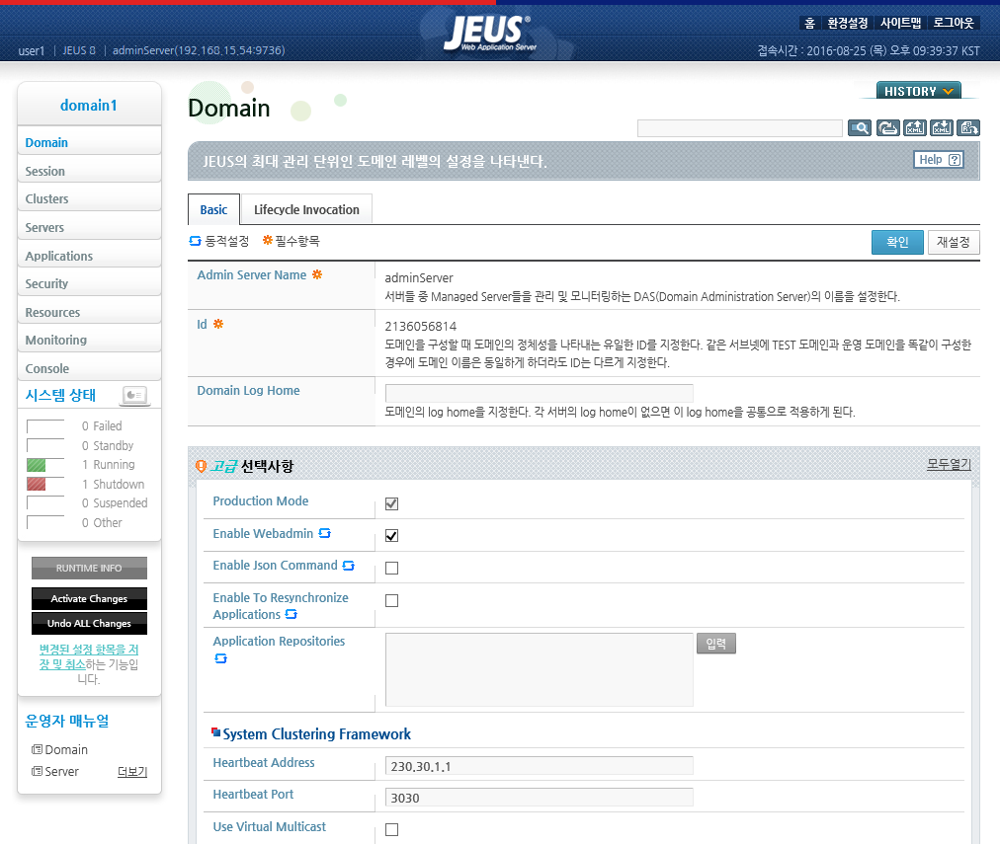 JEUS®
Web Application Server
홈 환경설정 사이트맵 로그아웃
user1 | JEUS 8 | adminServer(192.168.15.54:9736)
접속시간 : 2016-08-25 (목) 오후 09:39:37 KST
domain1
Domain
Session
Clusters
Servers
Applications
Security
Resources
Monitoring
Console
시스템 상태
0 Failed
0 Standby
1 Running
1 Shutdown
0 Suspended
0 Other
RUNTIME INFO
Activate Changes
Undo ALL Changes
변경된 설정 항목을 저
장 및 취소하는 기능입
니다.
운영자 매뉴얼
Domain
Server 더보기
HISTORY
Domain
XML XML
JEUS의 최대 관리 단위인 도메인 레벨의 설정을 나타낸다.
Help ?
Basic Lifecycle Invocation
동적설정 필수항목
확인 재설정
Admin Server Name
adminServer
서버들 중 Managed Server들을 관리 및 모니터링하는 DAS(Domain Administration Server)의 이름을 설정한다.
Id
2136056814
도메인을 구성할 때 도메인의 정체성을 나타내는 유일한 ID를 지정한다. 같은 서브넷에 TEST 도메인과 운영 도메인을 똑같이 구성한
경우에 도메인 이름은 동일하게 하더라도 ID는 다르게 지정한다.
Domain Log Home
도메인의 log home을 지정한다. 각 서버의 log home이 없으면 이 log home을 공통으로 적용하게 된다.
고급 선택사항
모두열기
Production Mode
Enable Webadmin
Enable Json Command
Enable To Resynchronize
Applications
Application Repositories
입력
System Clustering Framework
Heartbeat Address
230.30.1.1
Heartbeat Port
3030
Use Virtual Multicast